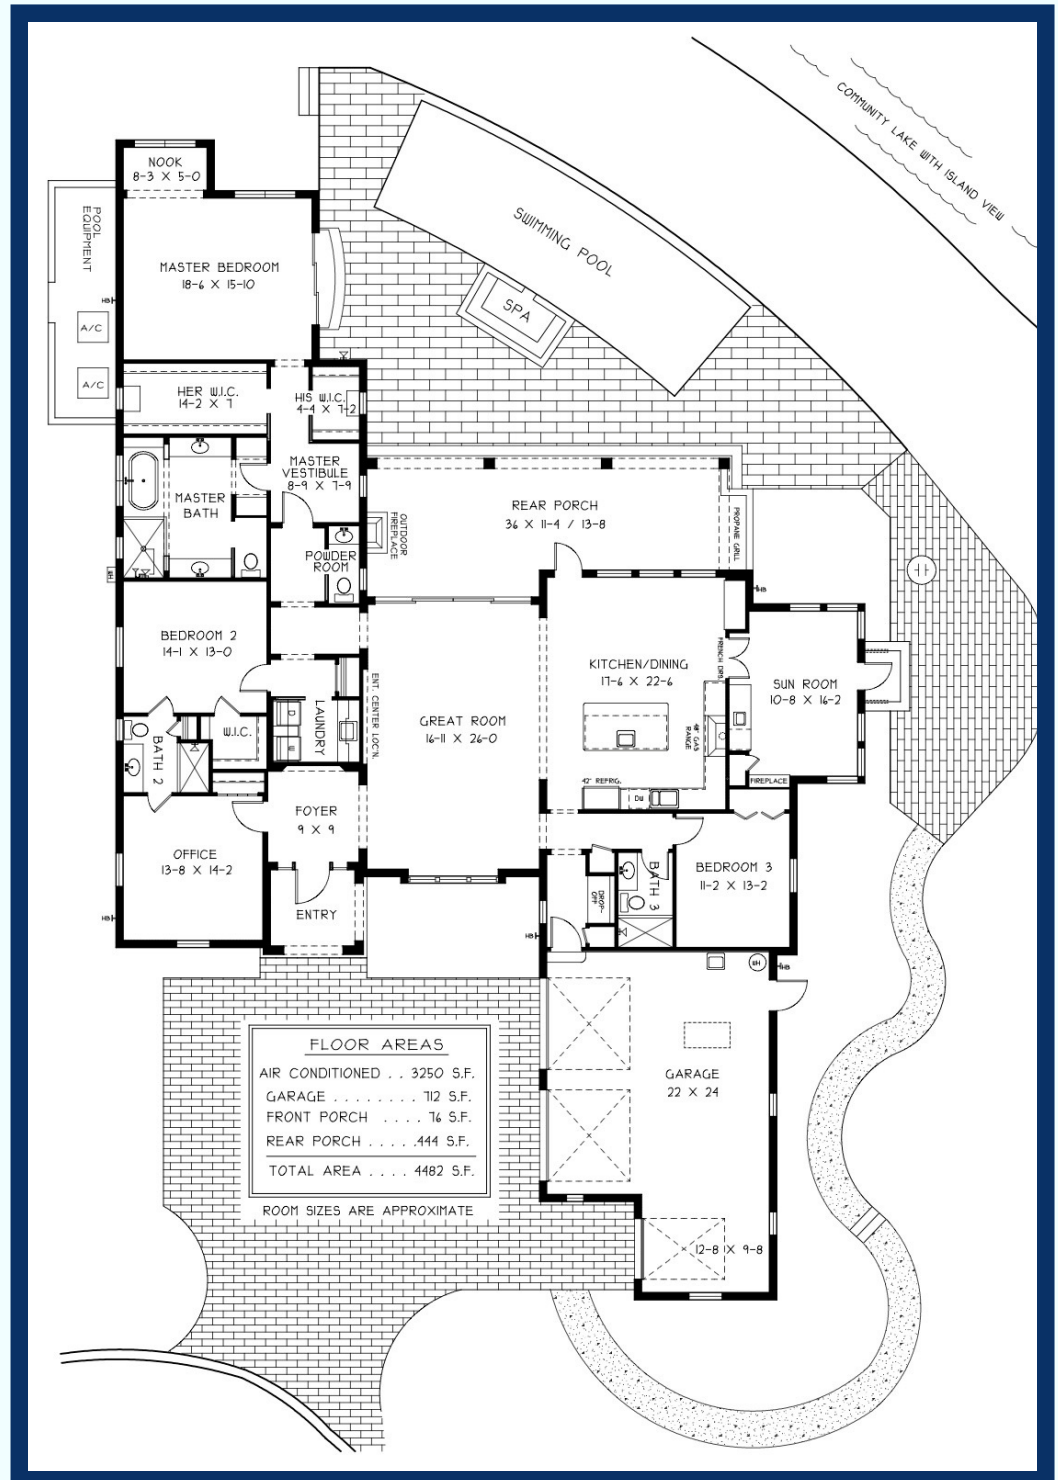 COMMUNITY LAKE WITH ISLAND VIEW
NOOK
8-3 X 5-0
POOL
EQUIPMENT
SWIMMING POOL
MASTER BEDROOM
18-6 X 15-10
SPA
HB
A/C
A/C
HER W.I.C.
14-2 X 7
HIS W.I.C.
4-4 X 7-2
MASTER
VESTIBULE
8-9 X 7-9
MASTER
BATH
REAR PORCH
36 X 11-4 / 13-8
OUTDOOR
FIREPLACE
PROPANE GRILL
POWDER
ROOM
HB
BEDROOM 2
14-1 X 13-0
FRENCH DRS.
KITCHEN/DINING
17-6 X 22-6
SUN ROOM
10-8 X 16-2
ENT. CENTER LOC'N.
GREAT ROOM
16-11 X 26-0
LAUNDRY
W.I.C.
BATH 2
48" GAS
RANGE
42" REFRIG.
DW
FIREPLACE
FOYER
9 X 9
OFFICE
13-8 X 14-2
BATH 3
BEDROOM 3
11-2 X 13-2
DROP-
OFF
ENTRY
HB
HB
WH
HB
FLOOR AREAS
AIR CONDITIONED . . 3250 S.F.
GARAGE . . . . . . . . 712 S.F.
FRONT PORCH . . . . 76 S.F.
REAR PORCH . . . . . 444 S.F.
TOTAL AREA . . . . 4482 S.F.
ROOM SIZES ARE APPROXIMATE
GARAGE
22 X 24
12-8 X 9-8